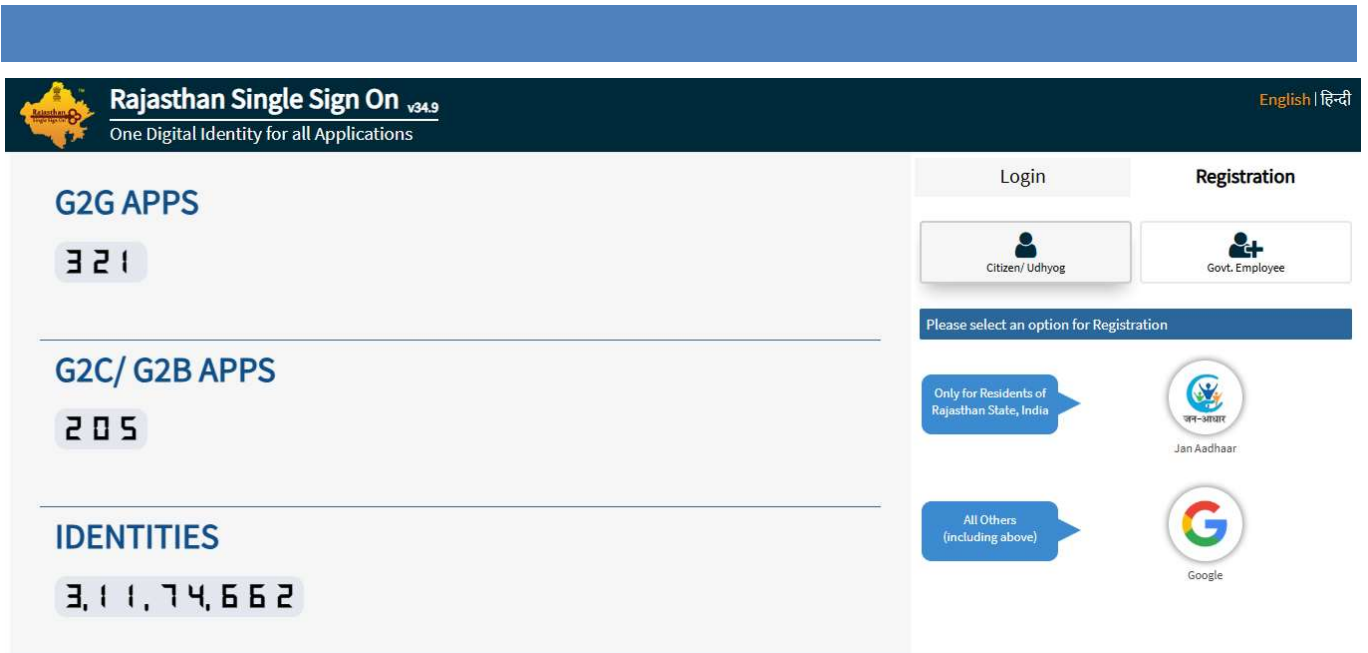 Rajasthan Single Sign On v34.9
One Digital Identity for all Applications
English | हिन्दी
G2G APPS
321
G2C/ G2B APPS
205
IDENTITIES
3,11,74,662
Login
Registration
Citizen/ Udhyog
Govt. Employee
Please select an option for Registration
Only for Residents of
Rajasthan State, India
जन-आधार
Jan Aadhaar
All Others
(including above)
Google